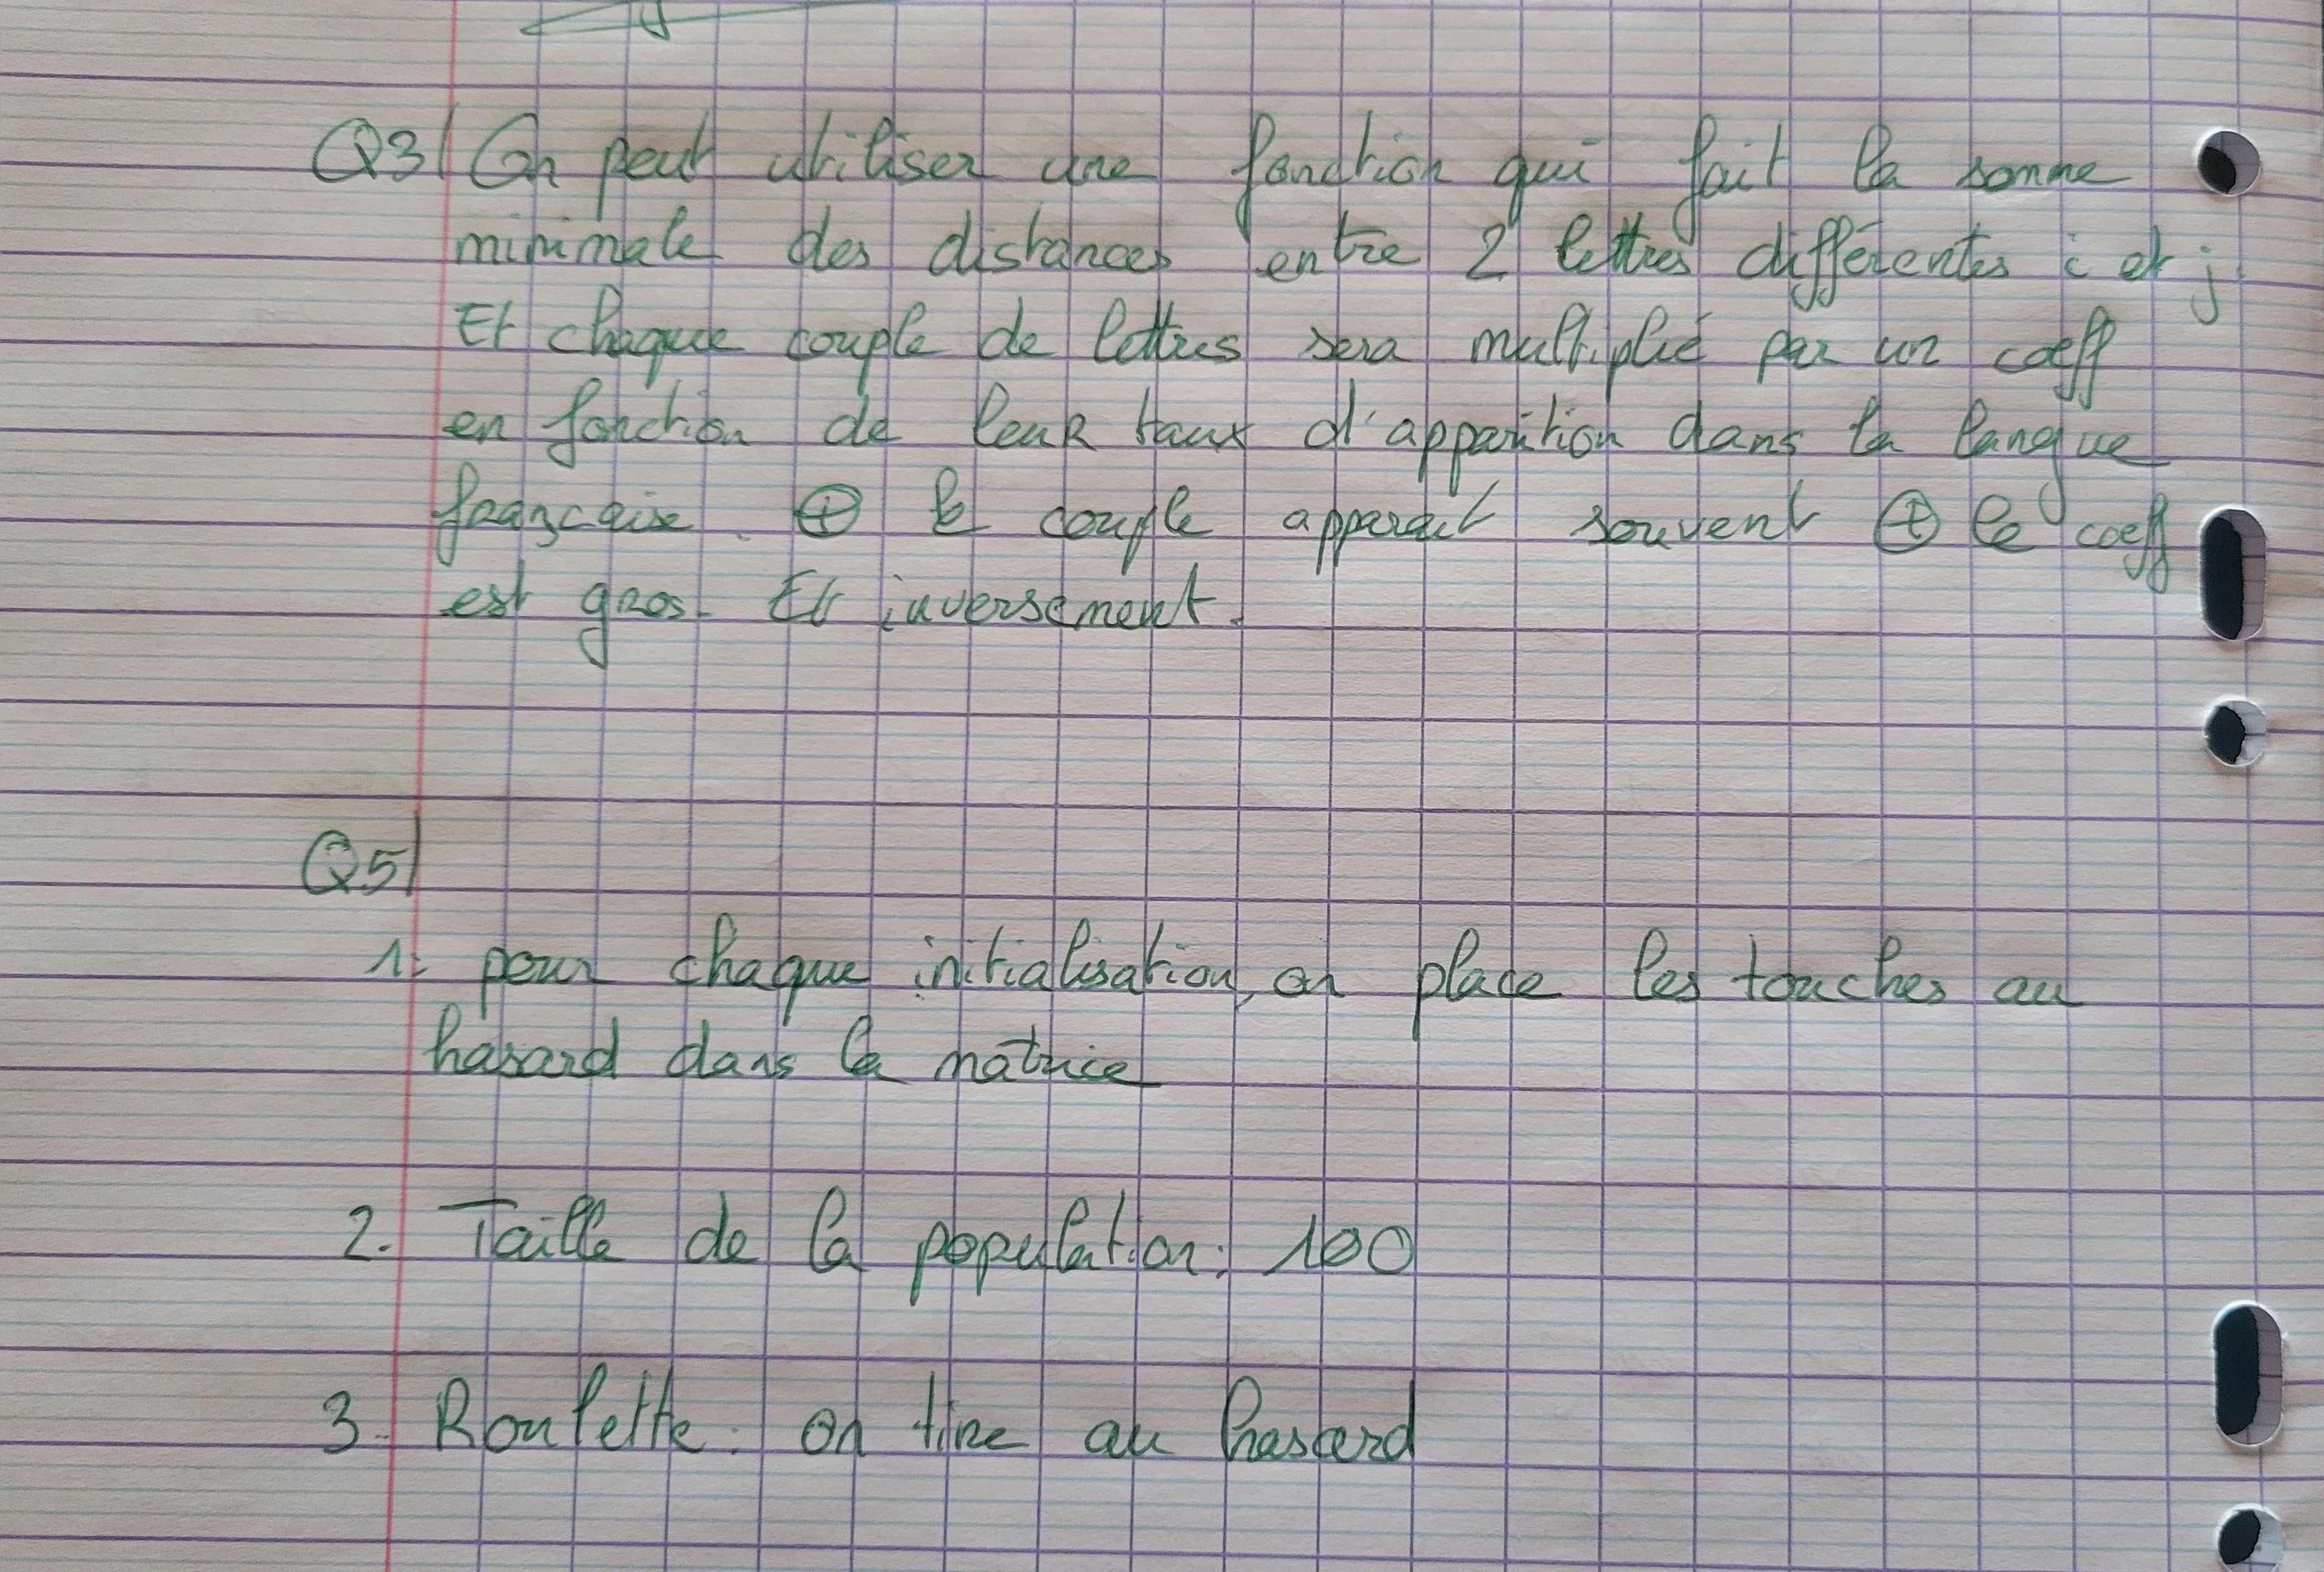 Q3/ On peut utiliser une fonction qui fait la somme
minimale des distances entre 2 lettres différentes i et j.
Et chaque couple de lettres sera multiplié par un coeff
en fonction de leur taux d'apparition dans la langue
française. ⊕ le couple apparait souvent ⊕ le coeff
est gros. Et inversement.
Q5/
1. pour chaque initialisation, on place les touches au
hasard dans la matrice
2. Taille de la population: 100
3. Roulette: on tire au hasard